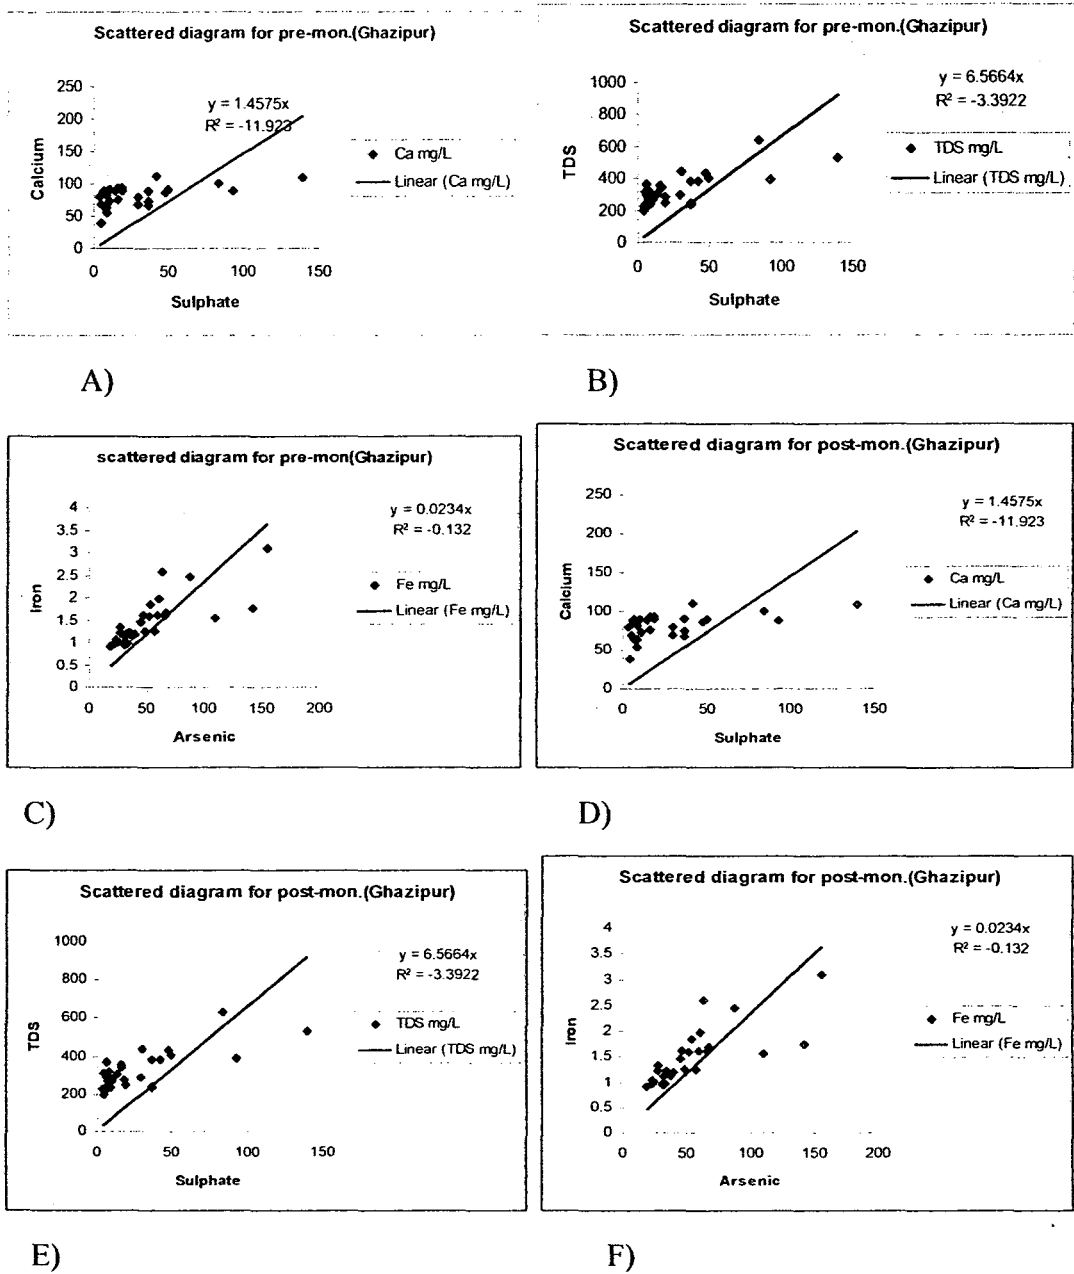 Scattered diagram for pre-mon.(Ghazipur)
250
200
150
100
50
0
Calcium
y = 1.4575x
R² = -11.923
Ca mg/L
Linear (Ca mg/L)
0 50 100 150
Sulphate
A)
Scattered diagram for pre-mon.(Ghazipur)
1000
800
600
400
200
0
TDS
y = 6.5664x
R² = -3.3922
TDS mg/L
Linear (TDS mg/L)
0 50 100 150
Sulphate
B)
scattered diagram for pre-mon(Ghazipur)
4
3.5
3
2.5
2
1.5
1
0.5
0
Iron
y = 0.0234x
R² = -0.132
Fe mg/L
Linear (Fe mg/L)
0 50 100 150 200
Arsenic
C)
Scattered diagram for post-mon.(Ghazipur)
250
200
150
100
50
0
Calcium
y = 1.4575x
R² = -11.923
Ca mg/L
Linear (Ca mg/L)
0 50 100 150
Sulphate
D)
Scattered diagram for post-mon.(Ghazipur)
1000
800
600
400
200
0
TDS
y = 6.5664x
R² = -3.3922
TDS mg/L
Linear (TDS mg/L)
0 50 100 150
Sulphate
E)
Scattered diagram for post-mon.(Ghazipur)
4
3.5
3
2.5
2
1.5
1
0.5
0
Iron
y = 0.0234x
R² = -0.132
Fe mg/L
Linear (Fe mg/L)
0 50 100 150 200
Arsenic
F)